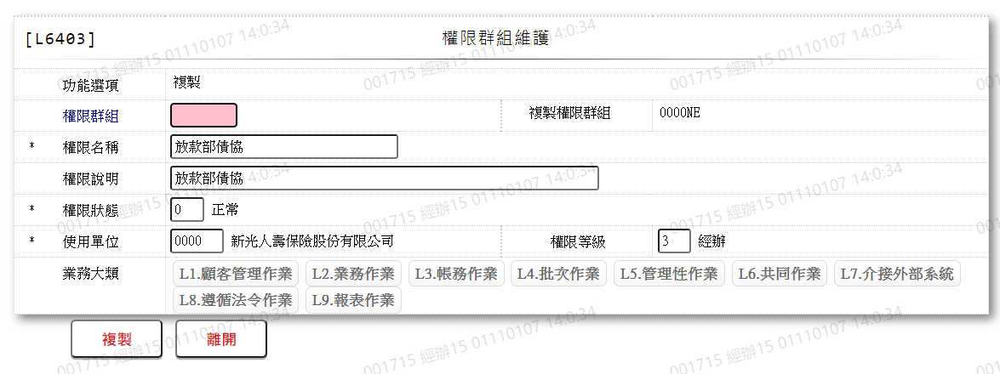 [L6403] 權限群組維護
功能選項 複製
權限群組 複製權限群組 0000NE
* 權限名稱 放款部債協
權限說明 放款部債協
* 權限狀態 0 正常
* 使用單位 0000 新光人壽保險股份有限公司 權限等級 3 經辦
業務大類 L1.顧客管理作業 L2.業務作業 L3.帳務作業 L4.批次作業 L5.管理性作業 L6.共同作業 L7.介接外部系統
L8.遵循法令作業 L9.報表作業
複製 離開
001715 經辦15 01110107 14:0:34